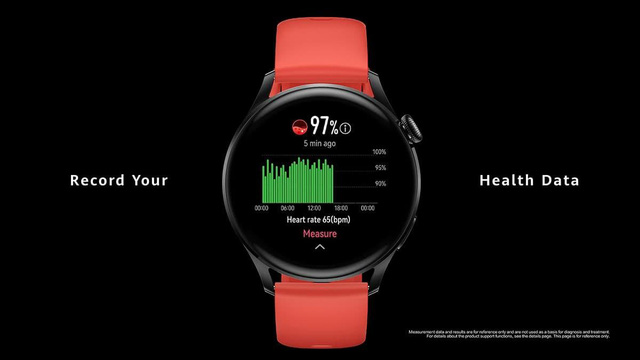 Record Your
Health Data
97%
5 min ago
100%
95%
90%
00:00 06:00 12:00 18:00 00:00
Heart rate 65(bpm)
Measure
Measurement data and results are for reference only and are not used as a basis for diagnosis and treatment.
For details about the product support functions, see the details page. This page is for reference only.